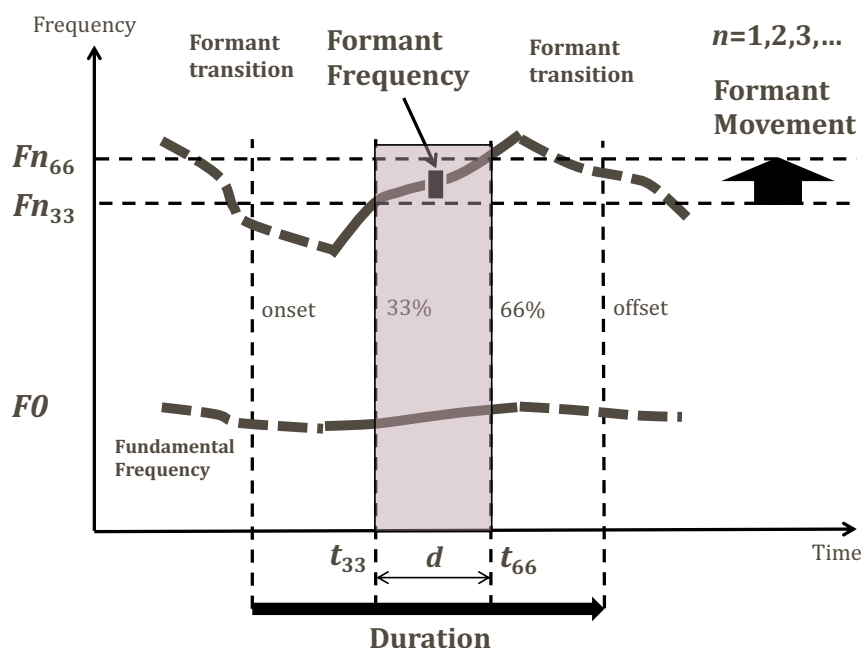 Frequency
Formant
transition
Formant
Frequency
Formant
transition
n=1,2,3,...
Formant
Movement
Fn66
Fn33
onset
33%
66%
offset
F0
Fundamental
Frequency
t33
d
t66
Time
Duration